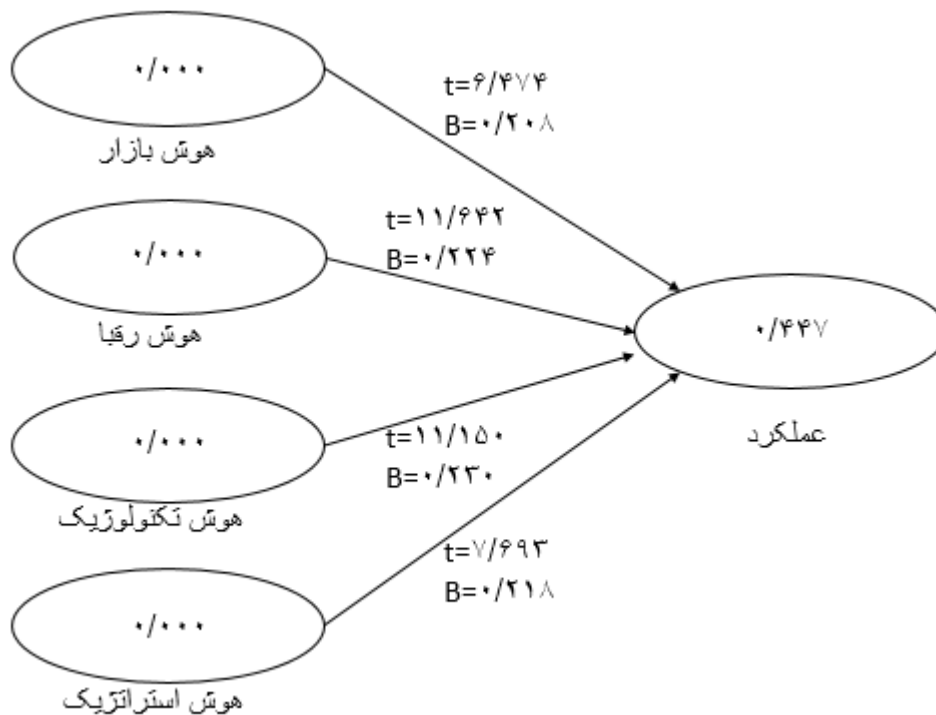 ۰/۰۰۰
هوش بازار
t=۶/۴۷۴
B=۰/۲۰۸
۰/۰۰۰
هوش رقبا
t=۱۱/۶۴۲
B=۰/۲۲۴
۰/۴۴۷
عملکرد
۰/۰۰۰
هوش تکنولوژیک
t=۱۱/۱۵۰
B=۰/۲۳۰
۰/۰۰۰
هوش استراتژیک
t=۷/۶۹۳
B=۰/۲۱۸